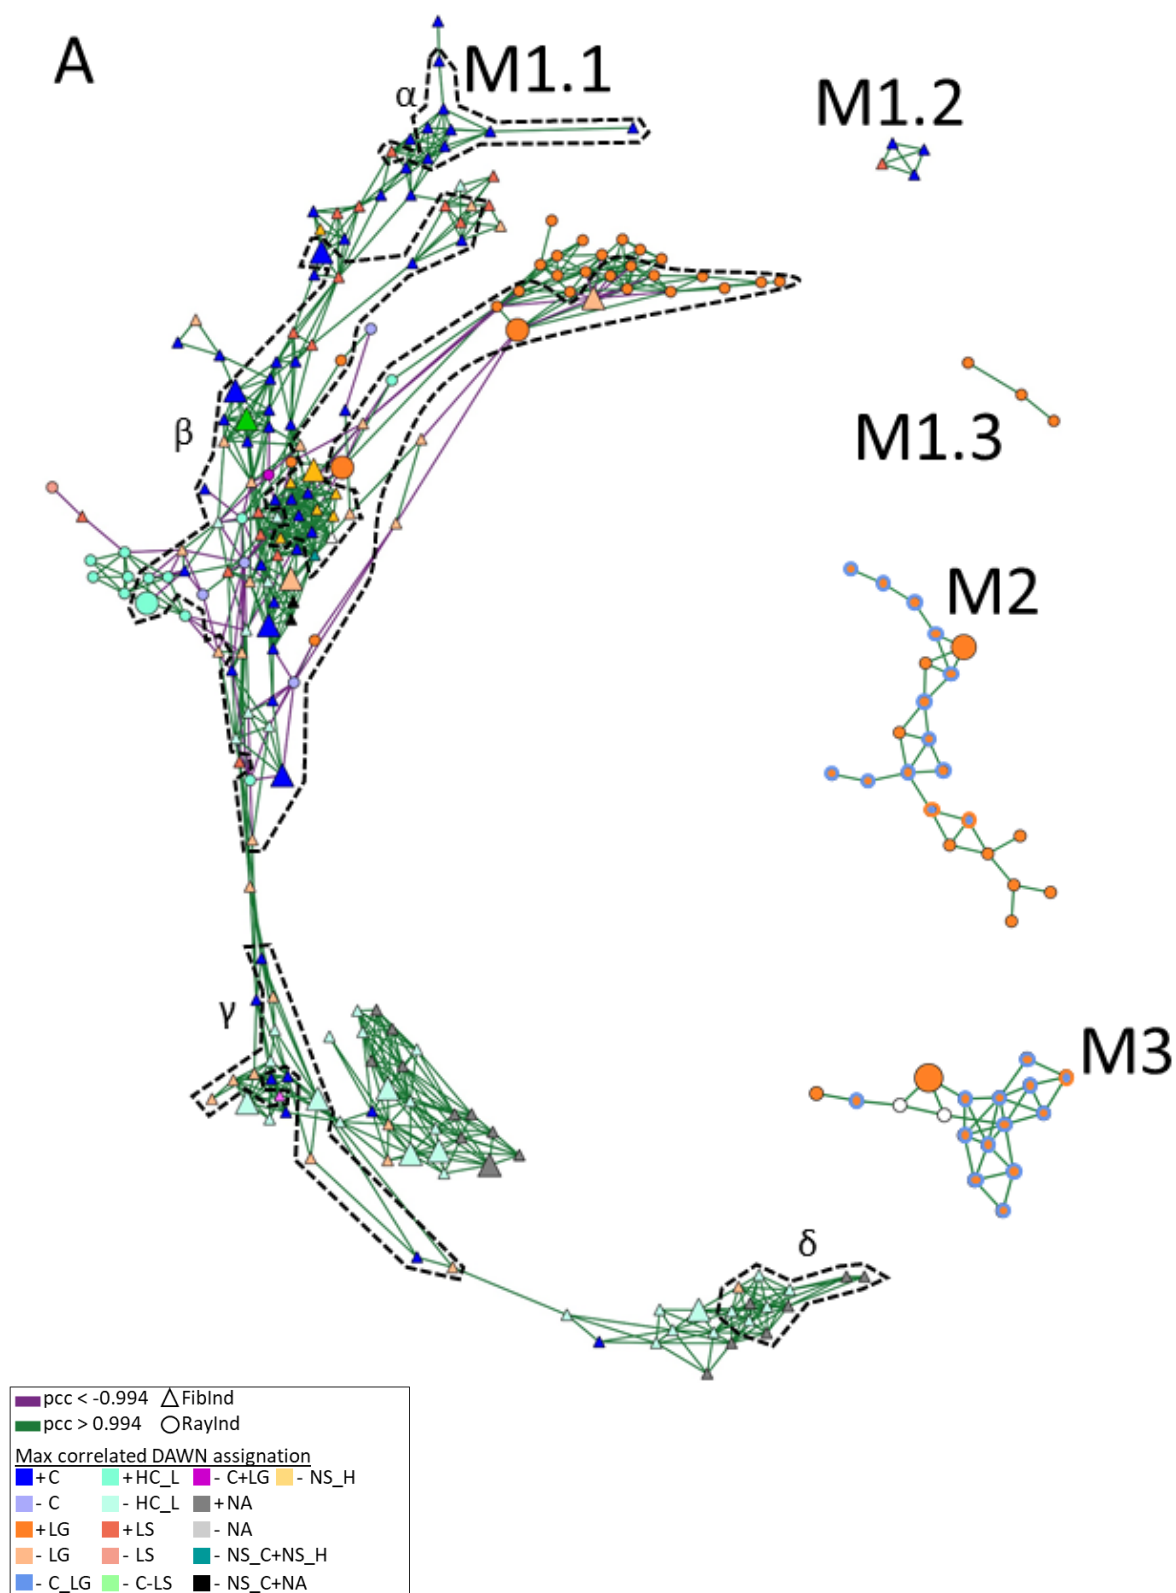 A
M1.1
α
M1.2
β
M1.3
M2
γ
M3
δ
pcc < -0.994 FibInd
pcc > 0.994 RayInd
Max correlated DAWN assignation
+C +HC_L - C+LG - NS_H
- C - HC_L +NA
+LG +LS - NA
- LG - LS - NS_C+NS_H
- C_LG - C-LS - NS_C+NA